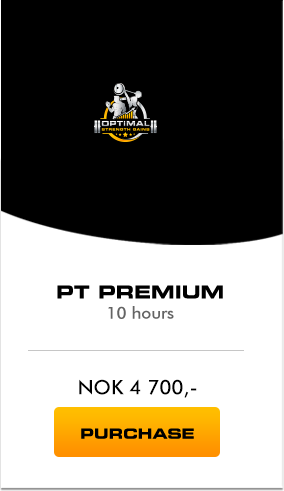 OPTIMAL
STRENGTH GAINS
PT PREMIUM
10 hours
NOK 4 700,-
PURCHASE